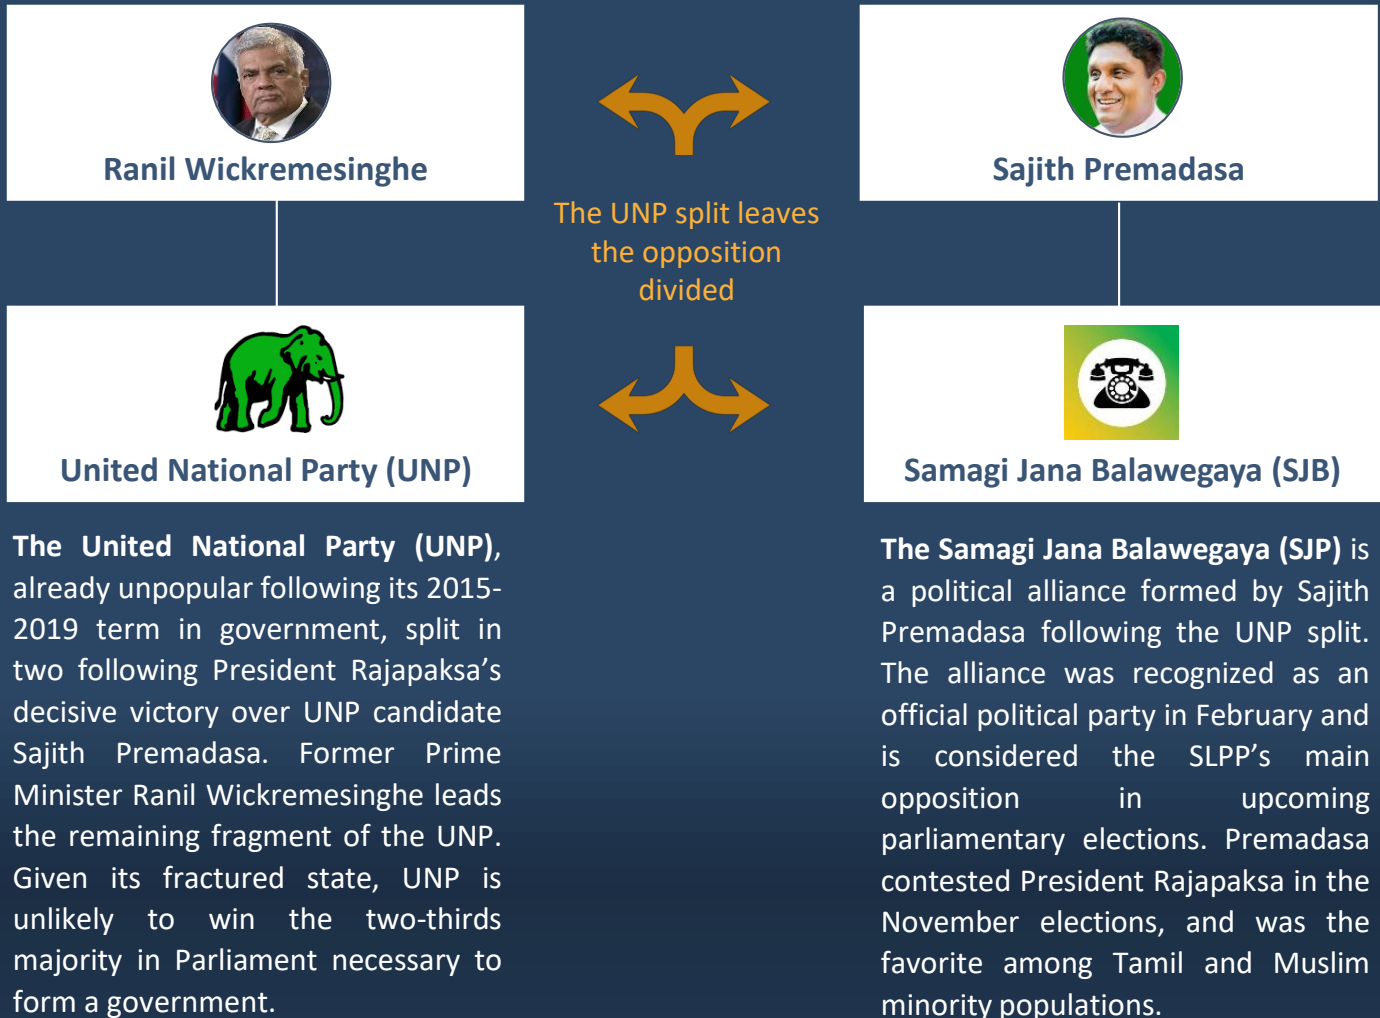 Ranil Wickremesinghe
Sajith Premadasa
The UNP split leaves
the opposition
divided
United National Party (UNP)
Samagi Jana Balawegaya (SJB)
The United National Party (UNP),
already unpopular following its 2015-
2019 term in government, split in
two following President Rajapaksa’s
decisive victory over UNP candidate
Sajith Premadasa. Former Prime
Minister Ranil Wickremesinghe leads
the remaining fragment of the UNP.
Given its fractured state, UNP is
unlikely to win the two-thirds
majority in Parliament necessary to
form a government.
The Samagi Jana Balawegaya (SJP) is
a political alliance formed by Sajith
Premadasa following the UNP split.
The alliance was recognized as an
official political party in February and
is considered the SLPP’s main
opposition in upcoming
parliamentary elections. Premadasa
contested President Rajapaksa in the
November elections, and was the
favorite among Tamil and Muslim
minority populations.